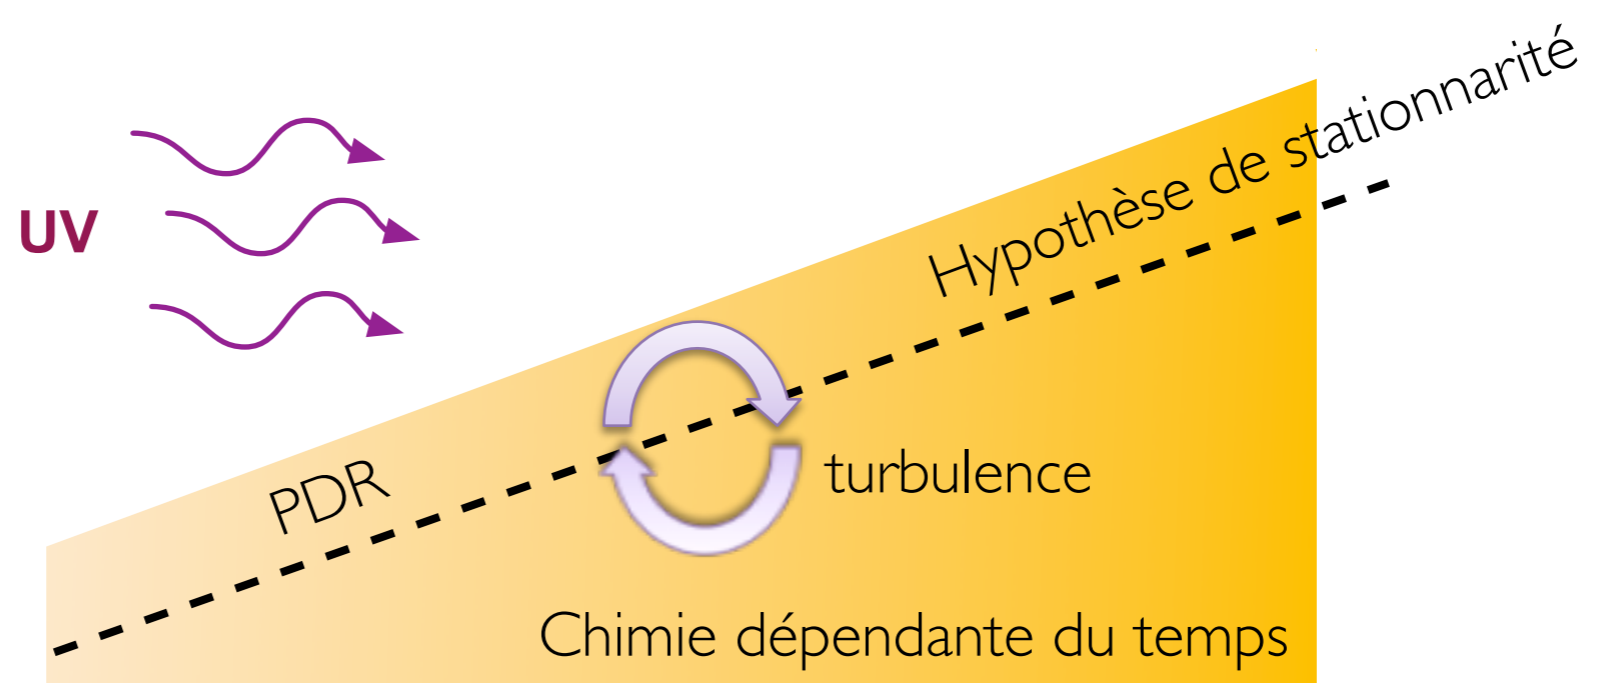 Hypothèse de stationnarité
UV
PDR
turbulence
Chimie dépendante du temps